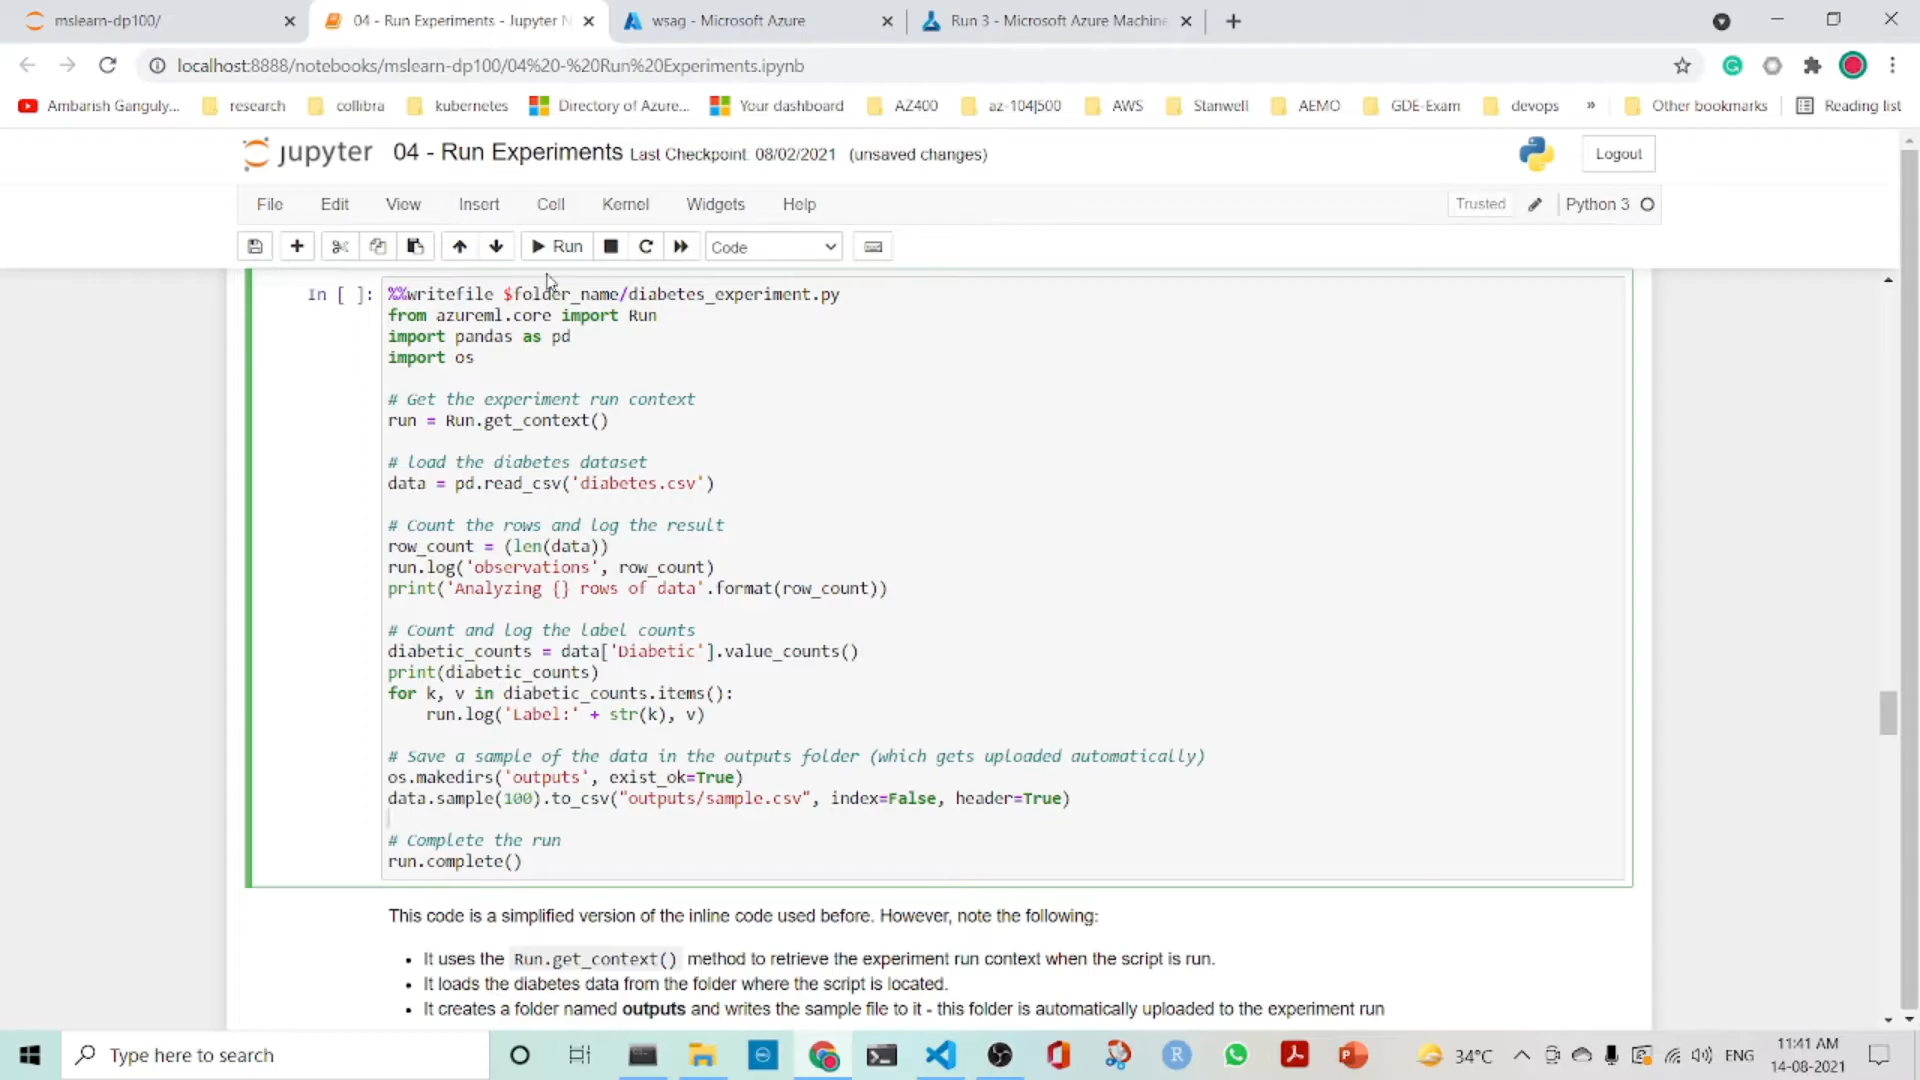 mslearn-dp100/
04 - Run Experiments - Jupyter N
wsag - Microsoft Azure
Run 3 - Microsoft Azure Machine
localhost:8888/notebooks/mslearn-dp100/04%20-%20Run%20Experiments.ipynb
Ambarish Ganguly... research collibra kubernetes Directory of Azure... Your dashboard AZ400 az-104|500 AWS Stanwell AEMO GDE-Exam devops » Other bookmarks Reading list
jupyter 04 - Run Experiments Last Checkpoint: 08/02/2021 (unsaved changes) Logout
File Edit View Insert Cell Kernel Widgets Help Trusted Python 3
Run Code
In [ ]: %%writefile $folder_name/diabetes_experiment.py
from azureml.core import Run
import pandas as pd
import os
# Get the experiment run context
run = Run.get_context()
# load the diabetes dataset
data = pd.read_csv('diabetes.csv')
# Count the rows and log the result
row_count = (len(data))
run.log('observations', row_count)
print('Analyzing {} rows of data'.format(row_count))
# Count and log the label counts
diabetic_counts = data['Diabetic'].value_counts()
print(diabetic_counts)
for k, v in diabetic_counts.items():
    run.log('Label:' + str(k), v)
# Save a sample of the data in the outputs folder (which gets uploaded automatically)
os.makedirs('outputs', exist_ok=True)
data.sample(100).to_csv("outputs/sample.csv", index=False, header=True)
# Complete the run
run.complete()
This code is a simplified version of the inline code used before. However, note the following:
• It uses the Run.get_context() method to retrieve the experiment run context when the script is run.
• It loads the diabetes data from the folder where the script is located.
• It creates a folder named outputs and writes the sample file to it - this folder is automatically uploaded to the experiment run
Type here to search
34°C
ENG
11:41 AM
14-08-2021